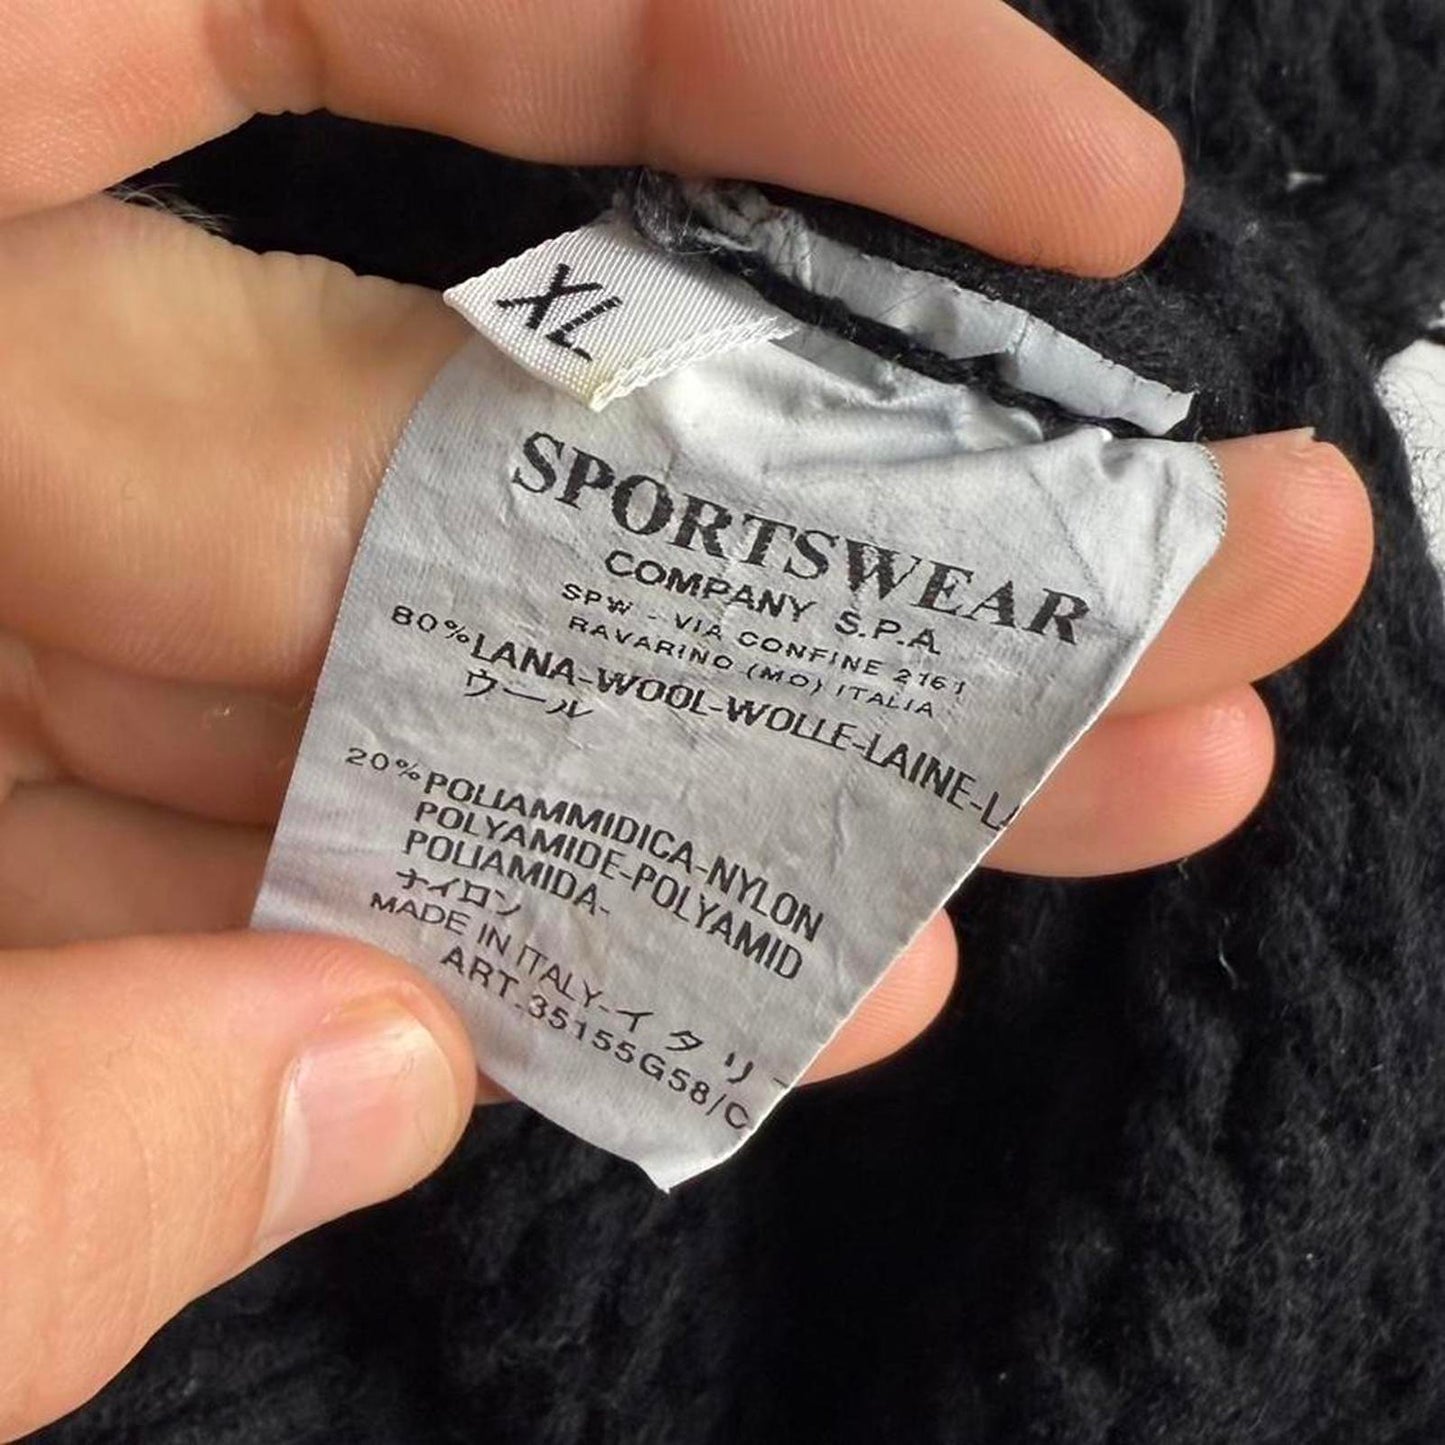 XL
SPORTSWEAR
COMPANY S.P.A.
SPW - VIA CONFINE 2161
RAVARINO (MO) ITALIA
80% LANA-WOOL-WOLLE-LAINE-
ウール
20% POLIAMMIDICA-NYLON
POLYAMIDE-POLYAMID
POLIAMIDA-
ナイロン
MADE IN ITALY-イタリー
ART.35155G58/C